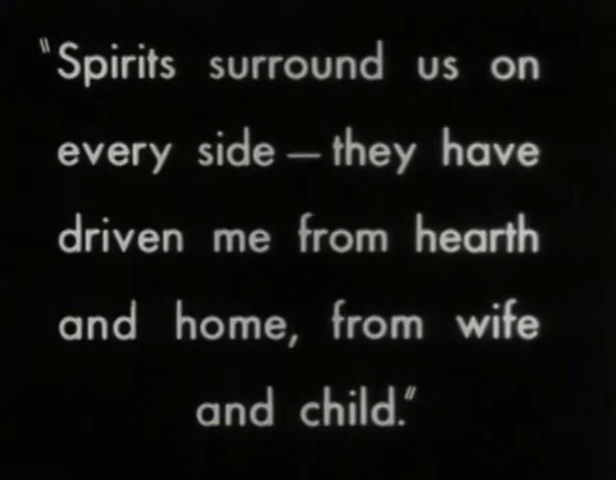 "Spirits surround us on
every side — they have
driven me from hearth
and home, from wife
and child."